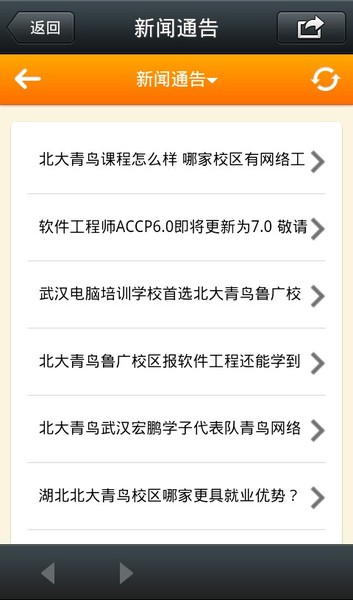 返回
新闻通告
新闻通告
北大青鸟课程怎么样 哪家校区有网络工
软件工程师ACCP6.0即将更新为7.0 敬请
武汉电脑培训学校首选北大青鸟鲁广校
北大青鸟鲁广校区报软件工程还能学到
北大青鸟武汉宏鹏学子代表队青鸟网络
湖北北大青鸟校区哪家更具就业优势？